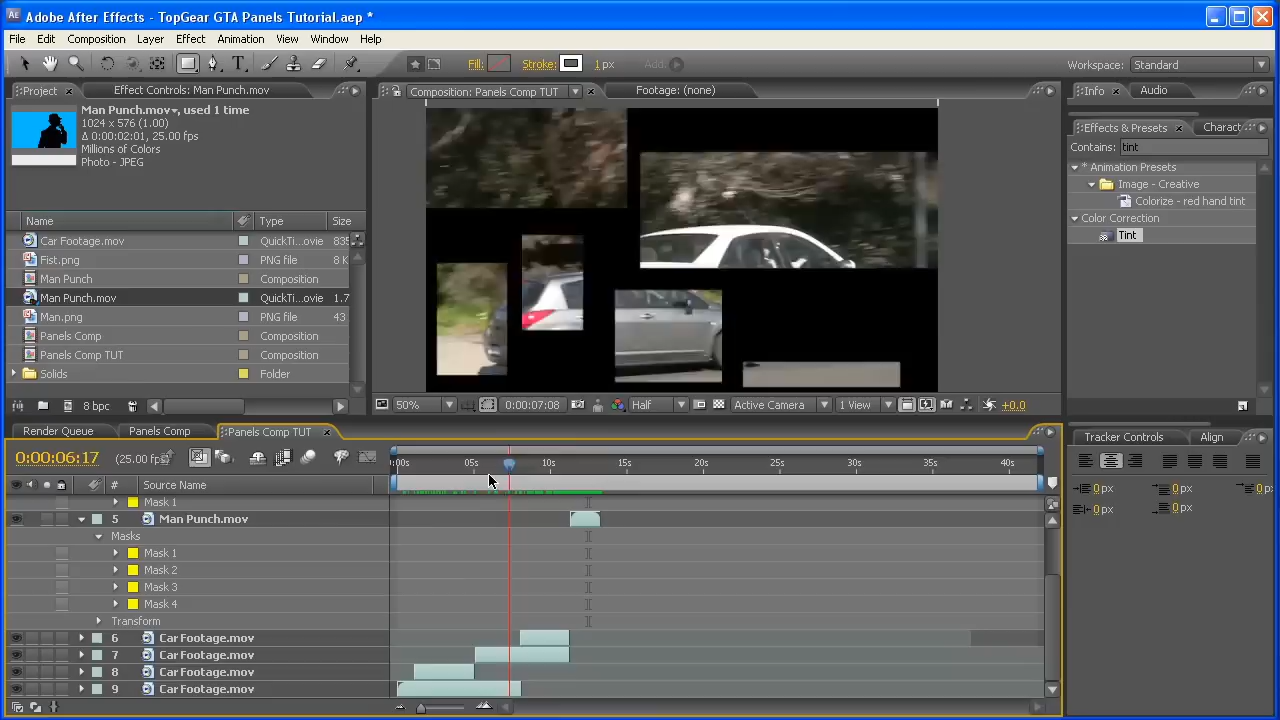 Adobe After Effects - TopGear GTA Panels Tutorial.aep *
File Edit Composition Layer Effect Animation View Window Help
Fill: Stroke: 1 px Add: Workspace: Standard
Project Effect Controls: Man Punch.mov Composition: Panels Comp TUT Footage: (none) Info Audio
Man Punch.mov, used 1 time
1024 x 576 (1.00)
Δ 0:00:02:01, 25.00 fps
Millions of Colors
Photo - JPEG
Effects & Presets Charact
Contains: tint
* Animation Presets
Image - Creative
Colorize - red hand tint
Color Correction
Tint
Name Type Size
Car Footage.mov QuickTi...ovie 835
Fist.png PNG file 8 K
Man Punch Composition
Man Punch.mov QuickTi...ovie 1.7
Man.png PNG file 43
Panels Comp Composition
Panels Comp TUT Composition
Solids Folder
8 bpc
50% 0:00:07:08 Half Active Camera 1 View +0.0
Render Queue Panels Comp Panels Comp TUT
Tracker Controls Align
0:00:06:17 (25.00 fps)
:00s 05s 10s 15s 20s 25s 30s 35s 40s
# Source Name
0 px 0 px 0 px
0 px 0 px
Mask 1
5 Man Punch.mov
Masks
Mask 1
Mask 2
Mask 3
Mask 4
Transform
6 Car Footage.mov
7 Car Footage.mov
8 Car Footage.mov
9 Car Footage.mov